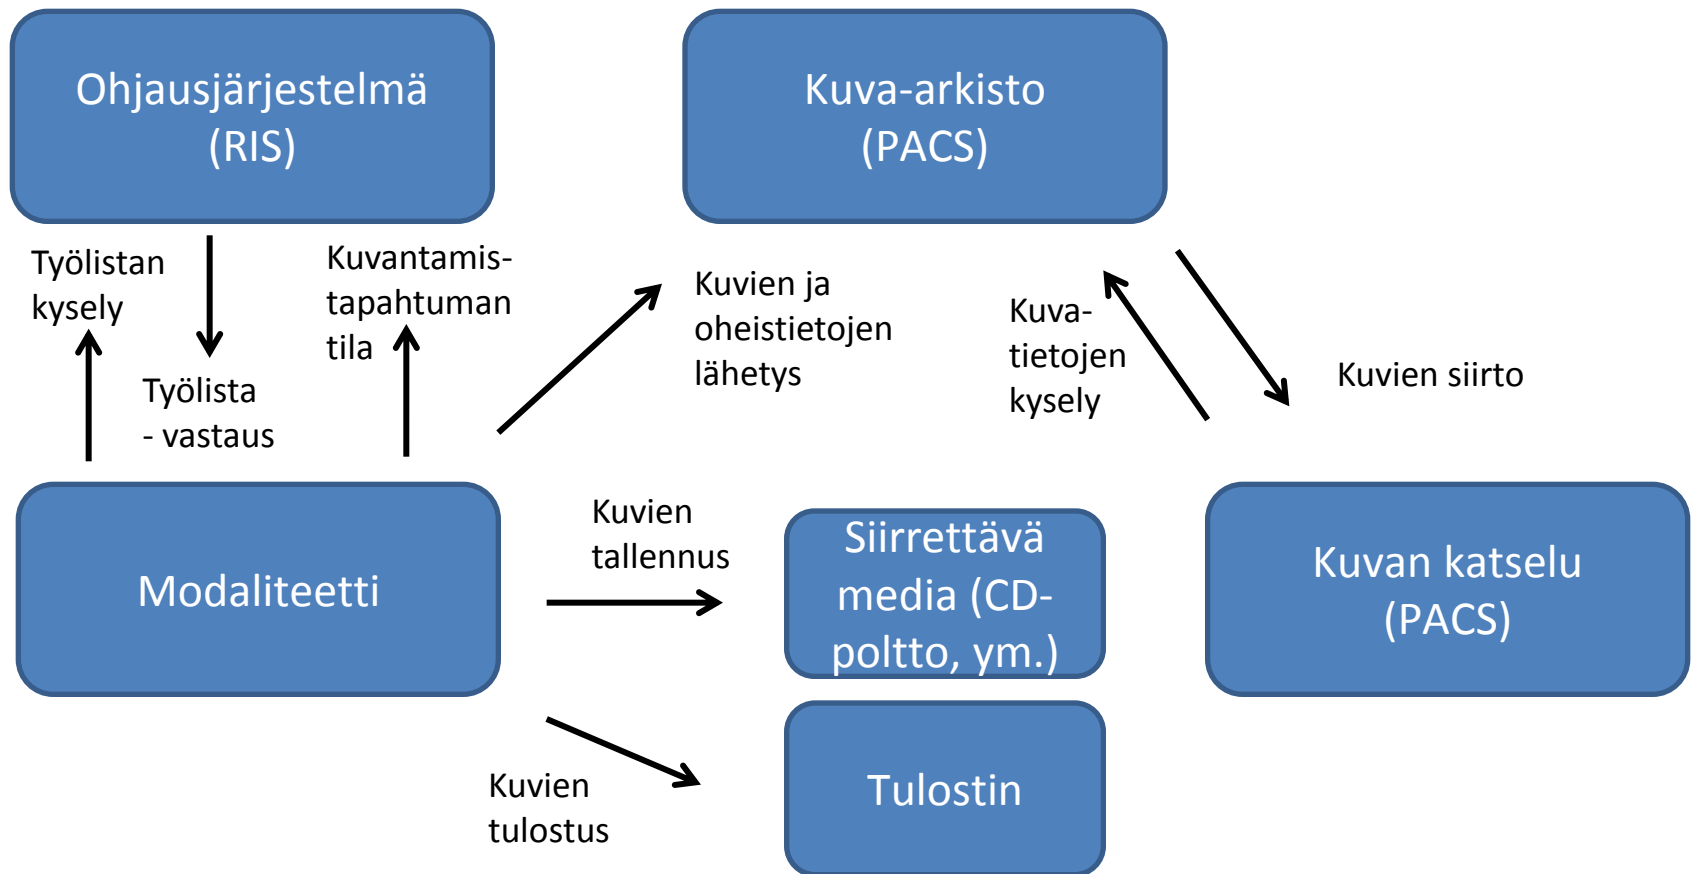 Ohjausjärjestelmä
(RIS)
Kuva-arkisto
(PACS)
Työlistan
kysely
Työlista
- vastaus
Kuvantamis-
tapahtuman
tila
Kuvien ja
oheistietojen
lähetys
Kuva-
tietojen
kysely
Kuvien siirto
Modaliteetti
Kuvien
tallennus
Siirrettävä
media (CD-
poltto, ym.)
Kuvan katselu
(PACS)
Kuvien
tulostus
Tulostin